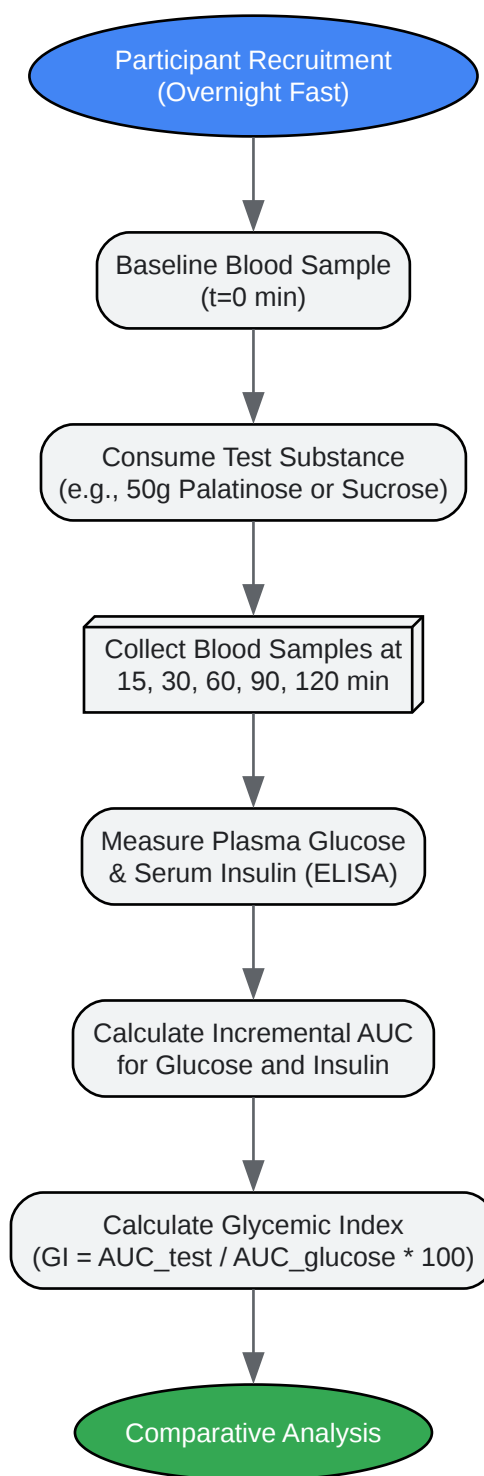 Participant Recruitment
(Overnight Fast)
Baseline Blood Sample
(t=0 min)
Consume Test Substance
(e.g., 50g Palatinose or Sucrose)
Collect Blood Samples at
15, 30, 60, 90, 120 min
Measure Plasma Glucose
& Serum Insulin (ELISA)
Calculate Incremental AUC
for Glucose and Insulin
Calculate Glycemic Index
(GI = AUC_test / AUC_glucose * 100)
Comparative Analysis